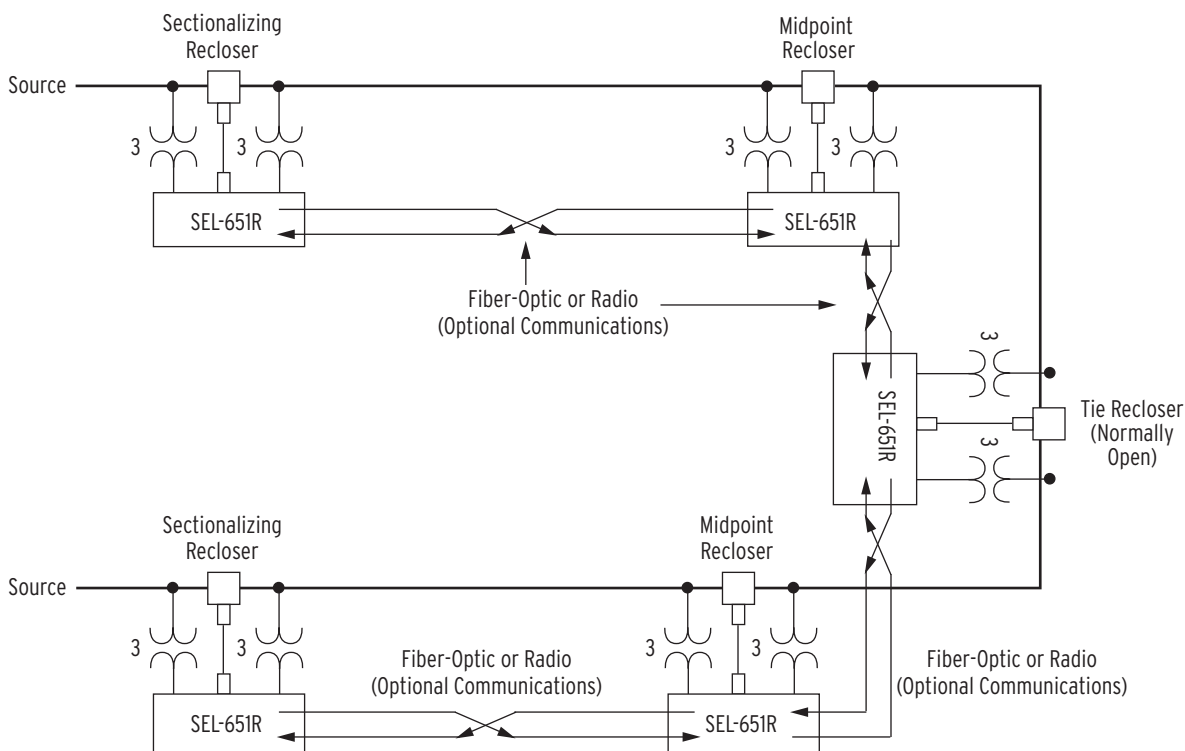 Sectionalizing
Recloser
Midpoint
Recloser
Source
3
3
3
3
SEL-651R
SEL-651R
Fiber-Optic or Radio
(Optional Communications)
3
SEL-651R
Tie Recloser
(Normally
Open)
3
Sectionalizing
Recloser
Midpoint
Recloser
Source
3
3
3
3
Fiber-Optic or Radio
(Optional Communications)
Fiber-Optic or Radio
(Optional Communications)
SEL-651R
SEL-651R